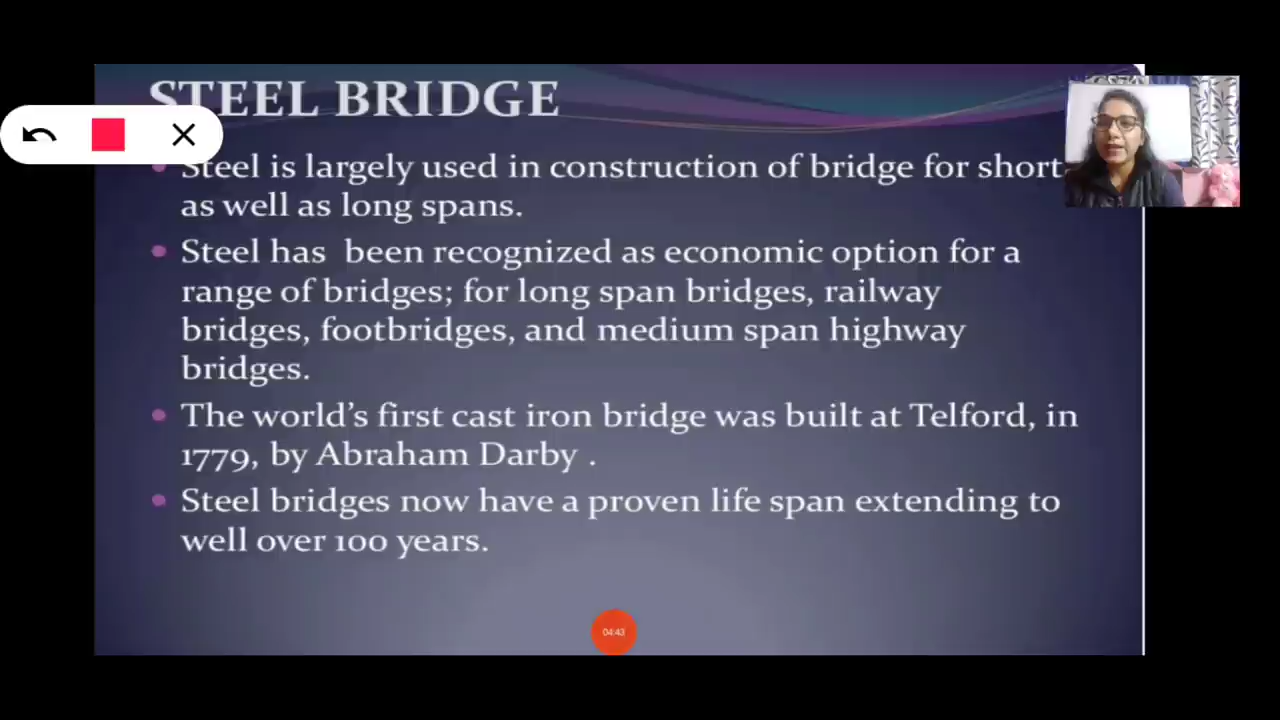 STEEL BRIDGE
Steel is largely used in construction of bridge for short
as well as long spans.
Steel has been recognized as economic option for a
range of bridges; for long span bridges, railway
bridges, footbridges, and medium span highway
bridges.
The world's first cast iron bridge was built at Telford, in
1779, by Abraham Darby .
Steel bridges now have a proven life span extending to
well over 100 years.
04:43